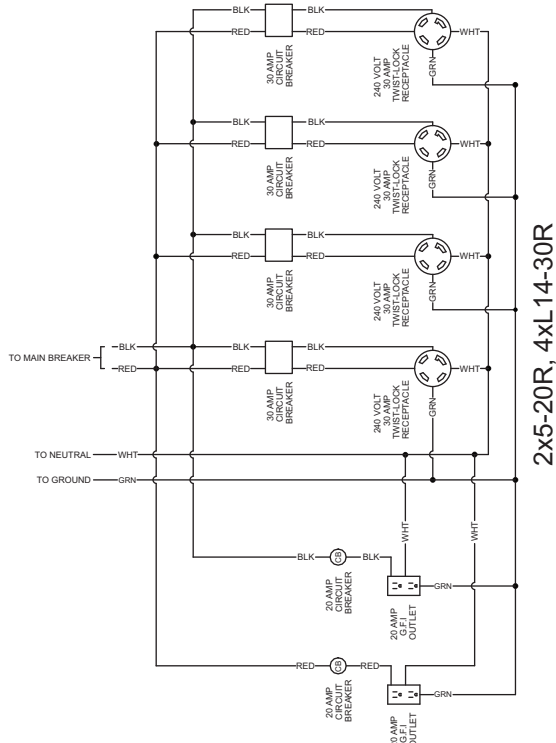 BLK
BLK
RED
RED
WHT
GRN
30 AMP
CIRCUIT
BREAKER
240 VOLT
30 AMP
TWIST-LOCK
RECEPTACLE
BLK
BLK
RED
RED
WHT
GRN
30 AMP
CIRCUIT
BREAKER
240 VOLT
30 AMP
TWIST-LOCK
RECEPTACLE
BLK
BLK
RED
RED
WHT
GRN
30 AMP
CIRCUIT
BREAKER
240 VOLT
30 AMP
TWIST-LOCK
RECEPTACLE
TO MAIN BREAKER
BLK
RED
BLK
BLK
RED
RED
WHT
GRN
30 AMP
CIRCUIT
BREAKER
240 VOLT
30 AMP
TWIST-LOCK
RECEPTACLE
TO NEUTRAL
WHT
TO GROUND
GRN
WHT
WHT
BLK
CB
BLK
20 AMP
CIRCUIT
BREAKER
GRN
20 AMP
G.F.I
OUTLET
RED
CB
RED
20 AMP
CIRCUIT
BREAKER
GRN
20 AMP
G.F.I
OUTLET
2x5-20R, 4xL14-30R